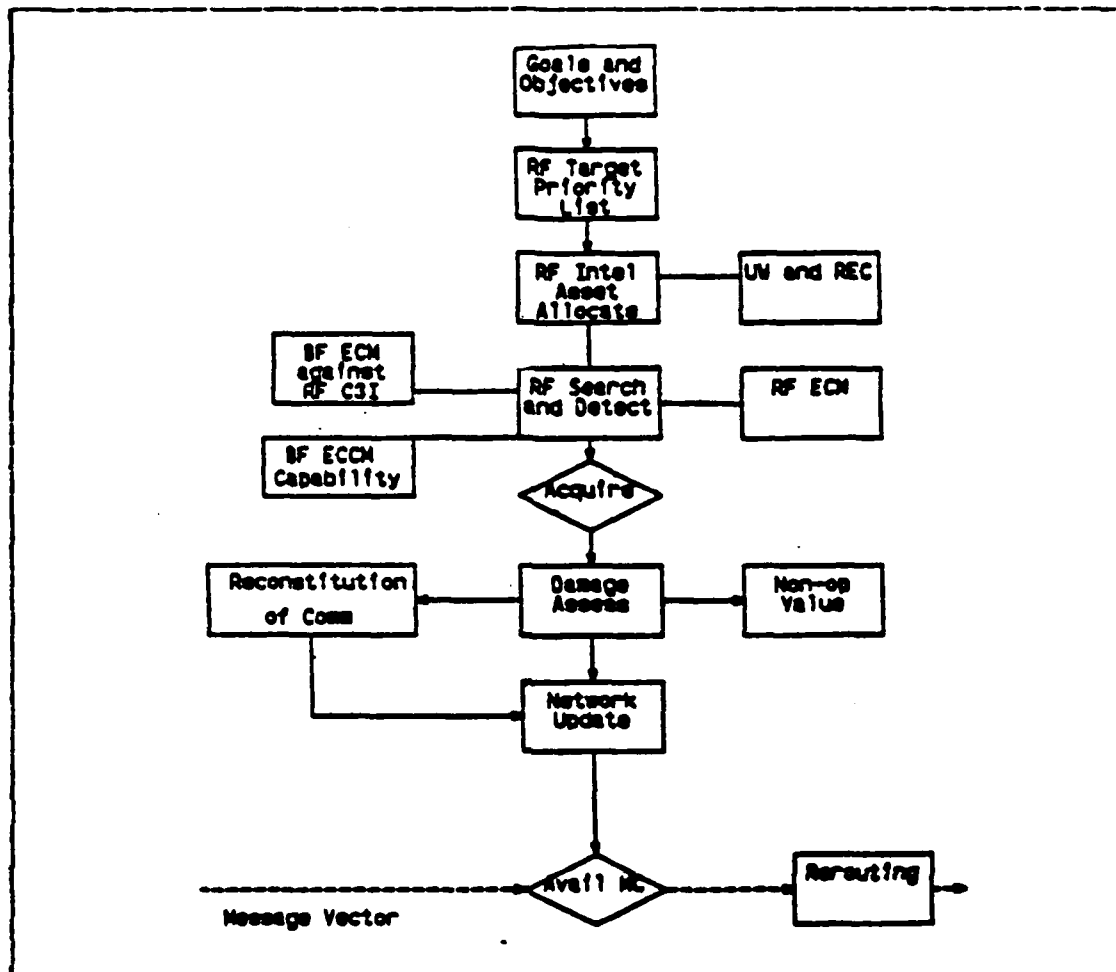 Goals and
Objectives
RF Target
Priority
List
RF Intel
Asset
Allocate
UW and REC
BF ECM
against
RF C3I
RF Search
and Detect
RF ECM
BF ECCM
Capability
Acquire
Reconstitution
of Comm
Damage
Assess
Non-op
Value
Network
Update
Avail MC
Rerouting
Message Vector